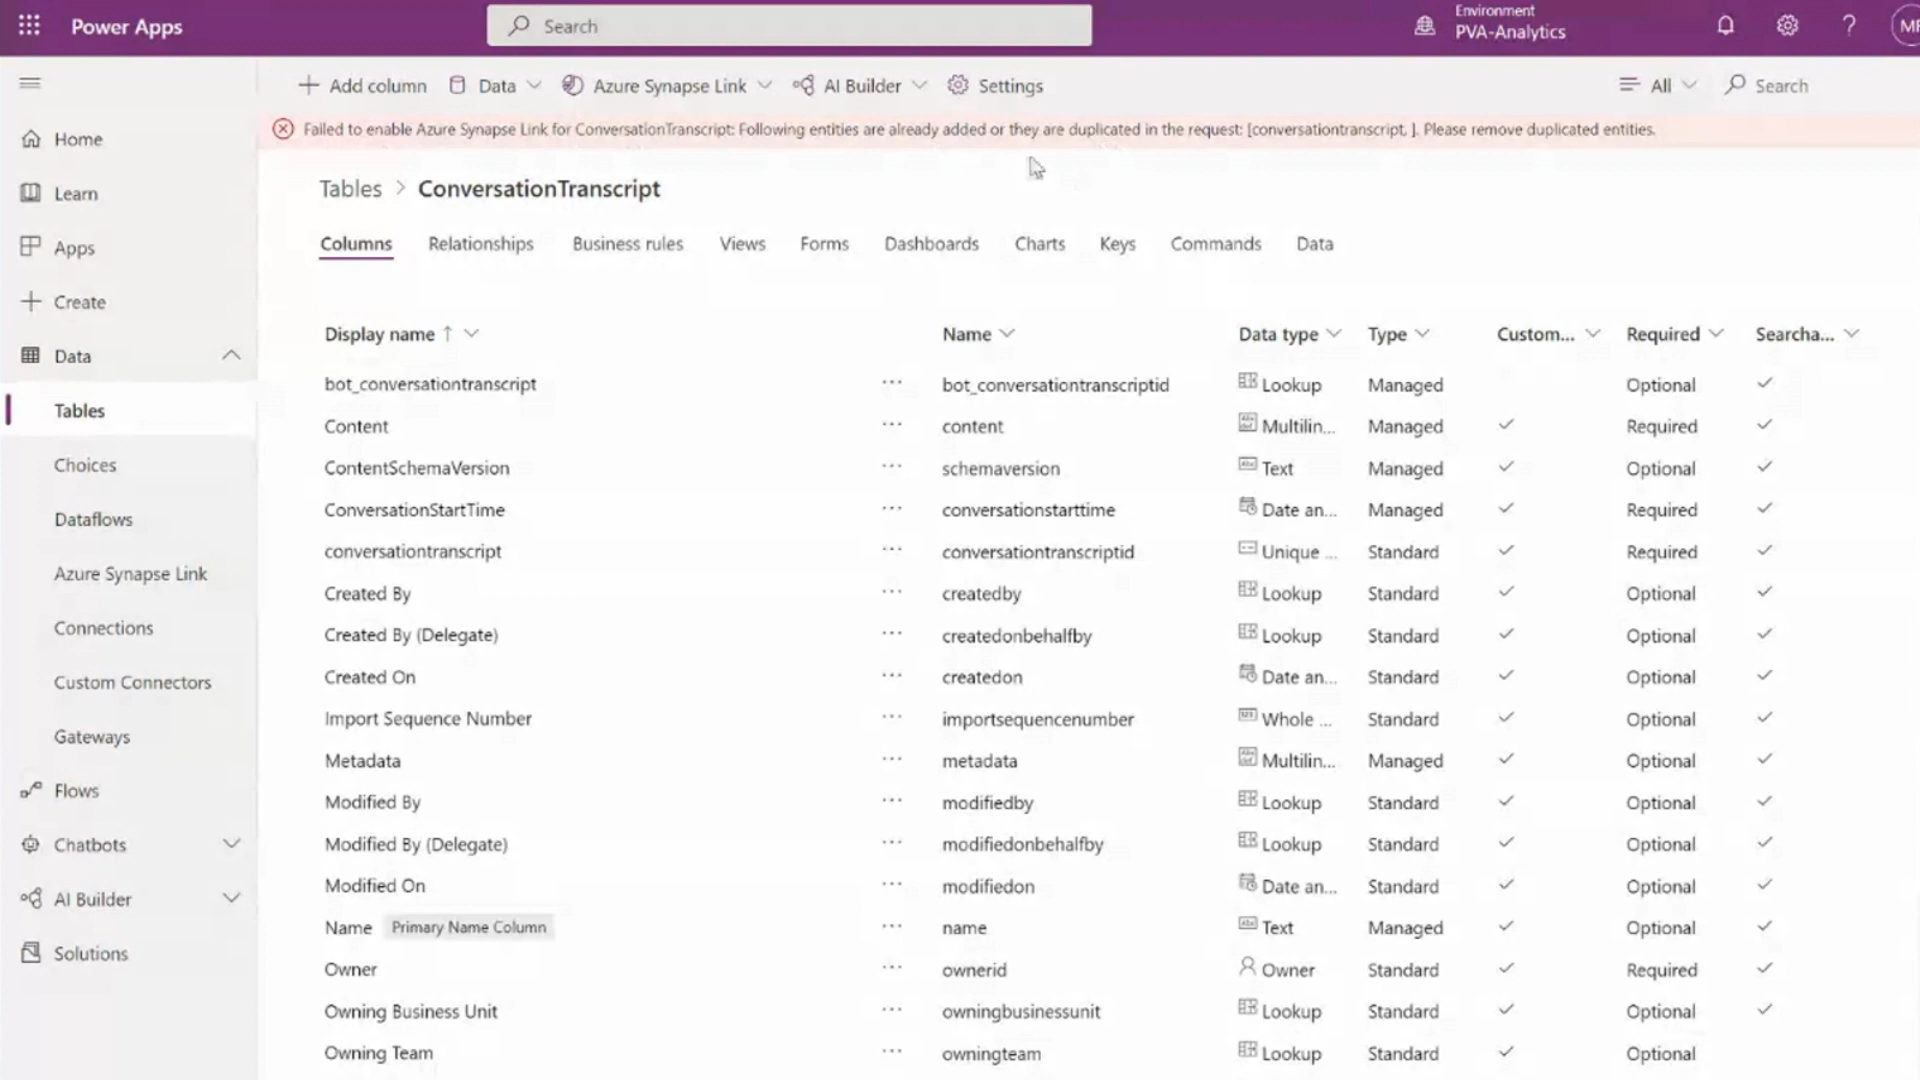 Power Apps
Search
Environment
PVA-Analytics
?
Add column
Data
Azure Synapse Link
AI Builder
Settings
All
Search
Failed to enable Azure Synapse Link for ConversationTranscript: Following entities are already added or they are duplicated in the request: [conversationtranscript, ]. Please remove duplicated entities.
Home
Learn
Apps
Create
Data
Tables
Choices
Dataflows
Azure Synapse Link
Connections
Custom Connectors
Gateways
Flows
Chatbots
AI Builder
Solutions
Tables > ConversationTranscript
Columns Relationships Business rules Views Forms Dashboards Charts Keys Commands Data
Display name ↑ Name Data type Type Custom... Required Searcha...
bot_conversationtranscript ... bot_conversationtranscriptid Lookup Managed Optional
Content ... content Multilin... Managed Required
ContentSchemaVersion ... schemaversion Text Managed Optional
ConversationStartTime ... conversationstarttime Date an... Managed Required
conversationtranscript ... conversationtranscriptid Unique ... Standard Required
Created By ... createdby Lookup Standard Optional
Created By (Delegate) ... createdonbehalfby Lookup Standard Optional
Created On ... createdon Date an... Standard Optional
Import Sequence Number ... importsequencenumber Whole ... Standard Optional
Metadata ... metadata Multilin... Managed Optional
Modified By ... modifiedby Lookup Standard Optional
Modified By (Delegate) ... modifiedonbehalfby Lookup Standard Optional
Modified On ... modifiedon Date an... Standard Optional
Name Primary Name Column ... name Text Managed Optional
Owner ... ownerid Owner Standard Required
Owning Business Unit ... owningbusinessunit Lookup Standard Optional
Owning Team ... owningteam Lookup Standard Optional